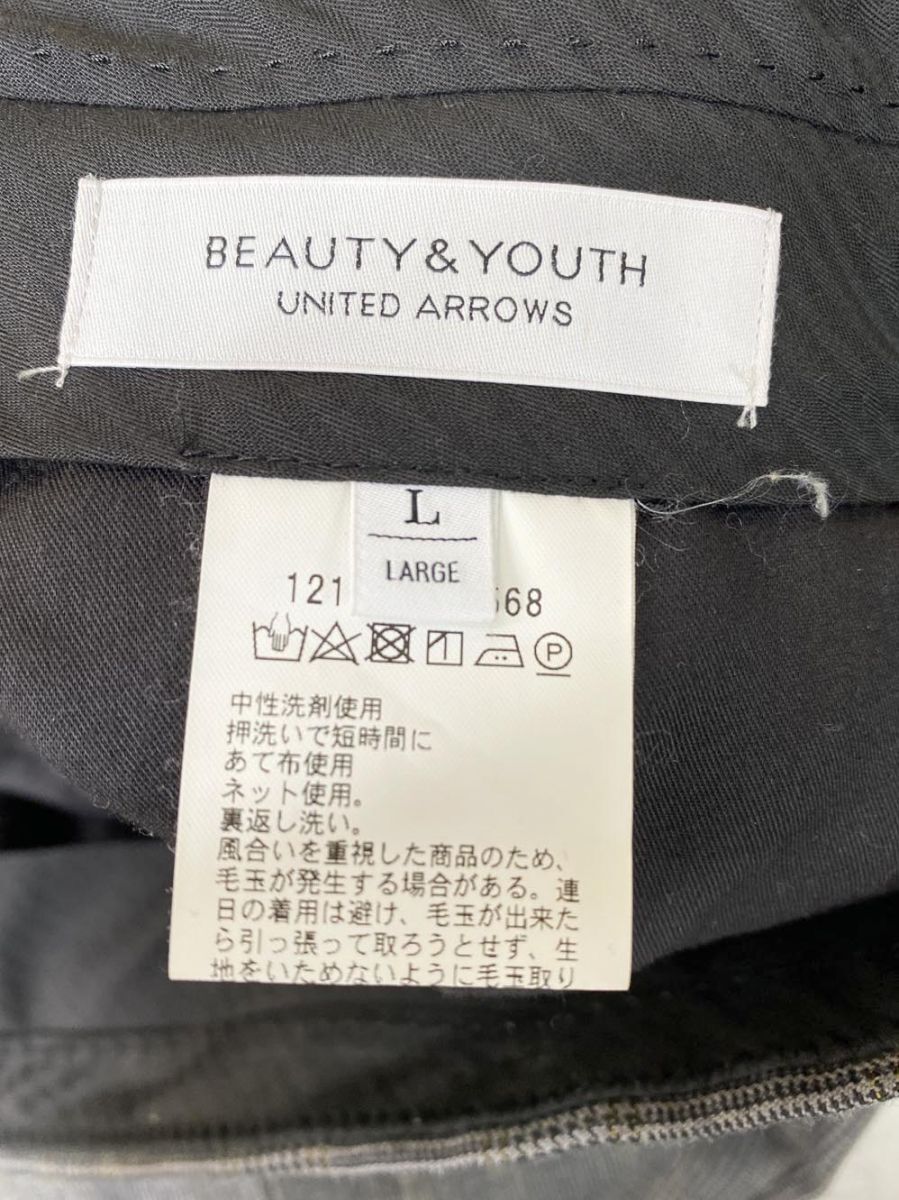 BEAUTY&YOUTH
UNITED ARROWS
L
LARGE
121 568
P
中性洗剤使用
押洗いで短時間に
あて布使用
ネット使用。
裏返し洗い。
風合いを重視した商品のため、
毛玉が発生する場合がある。連
日の着用は避け、毛玉が出来た
ら引っ張って取ろうとせず、生
地をいためないように毛玉取り